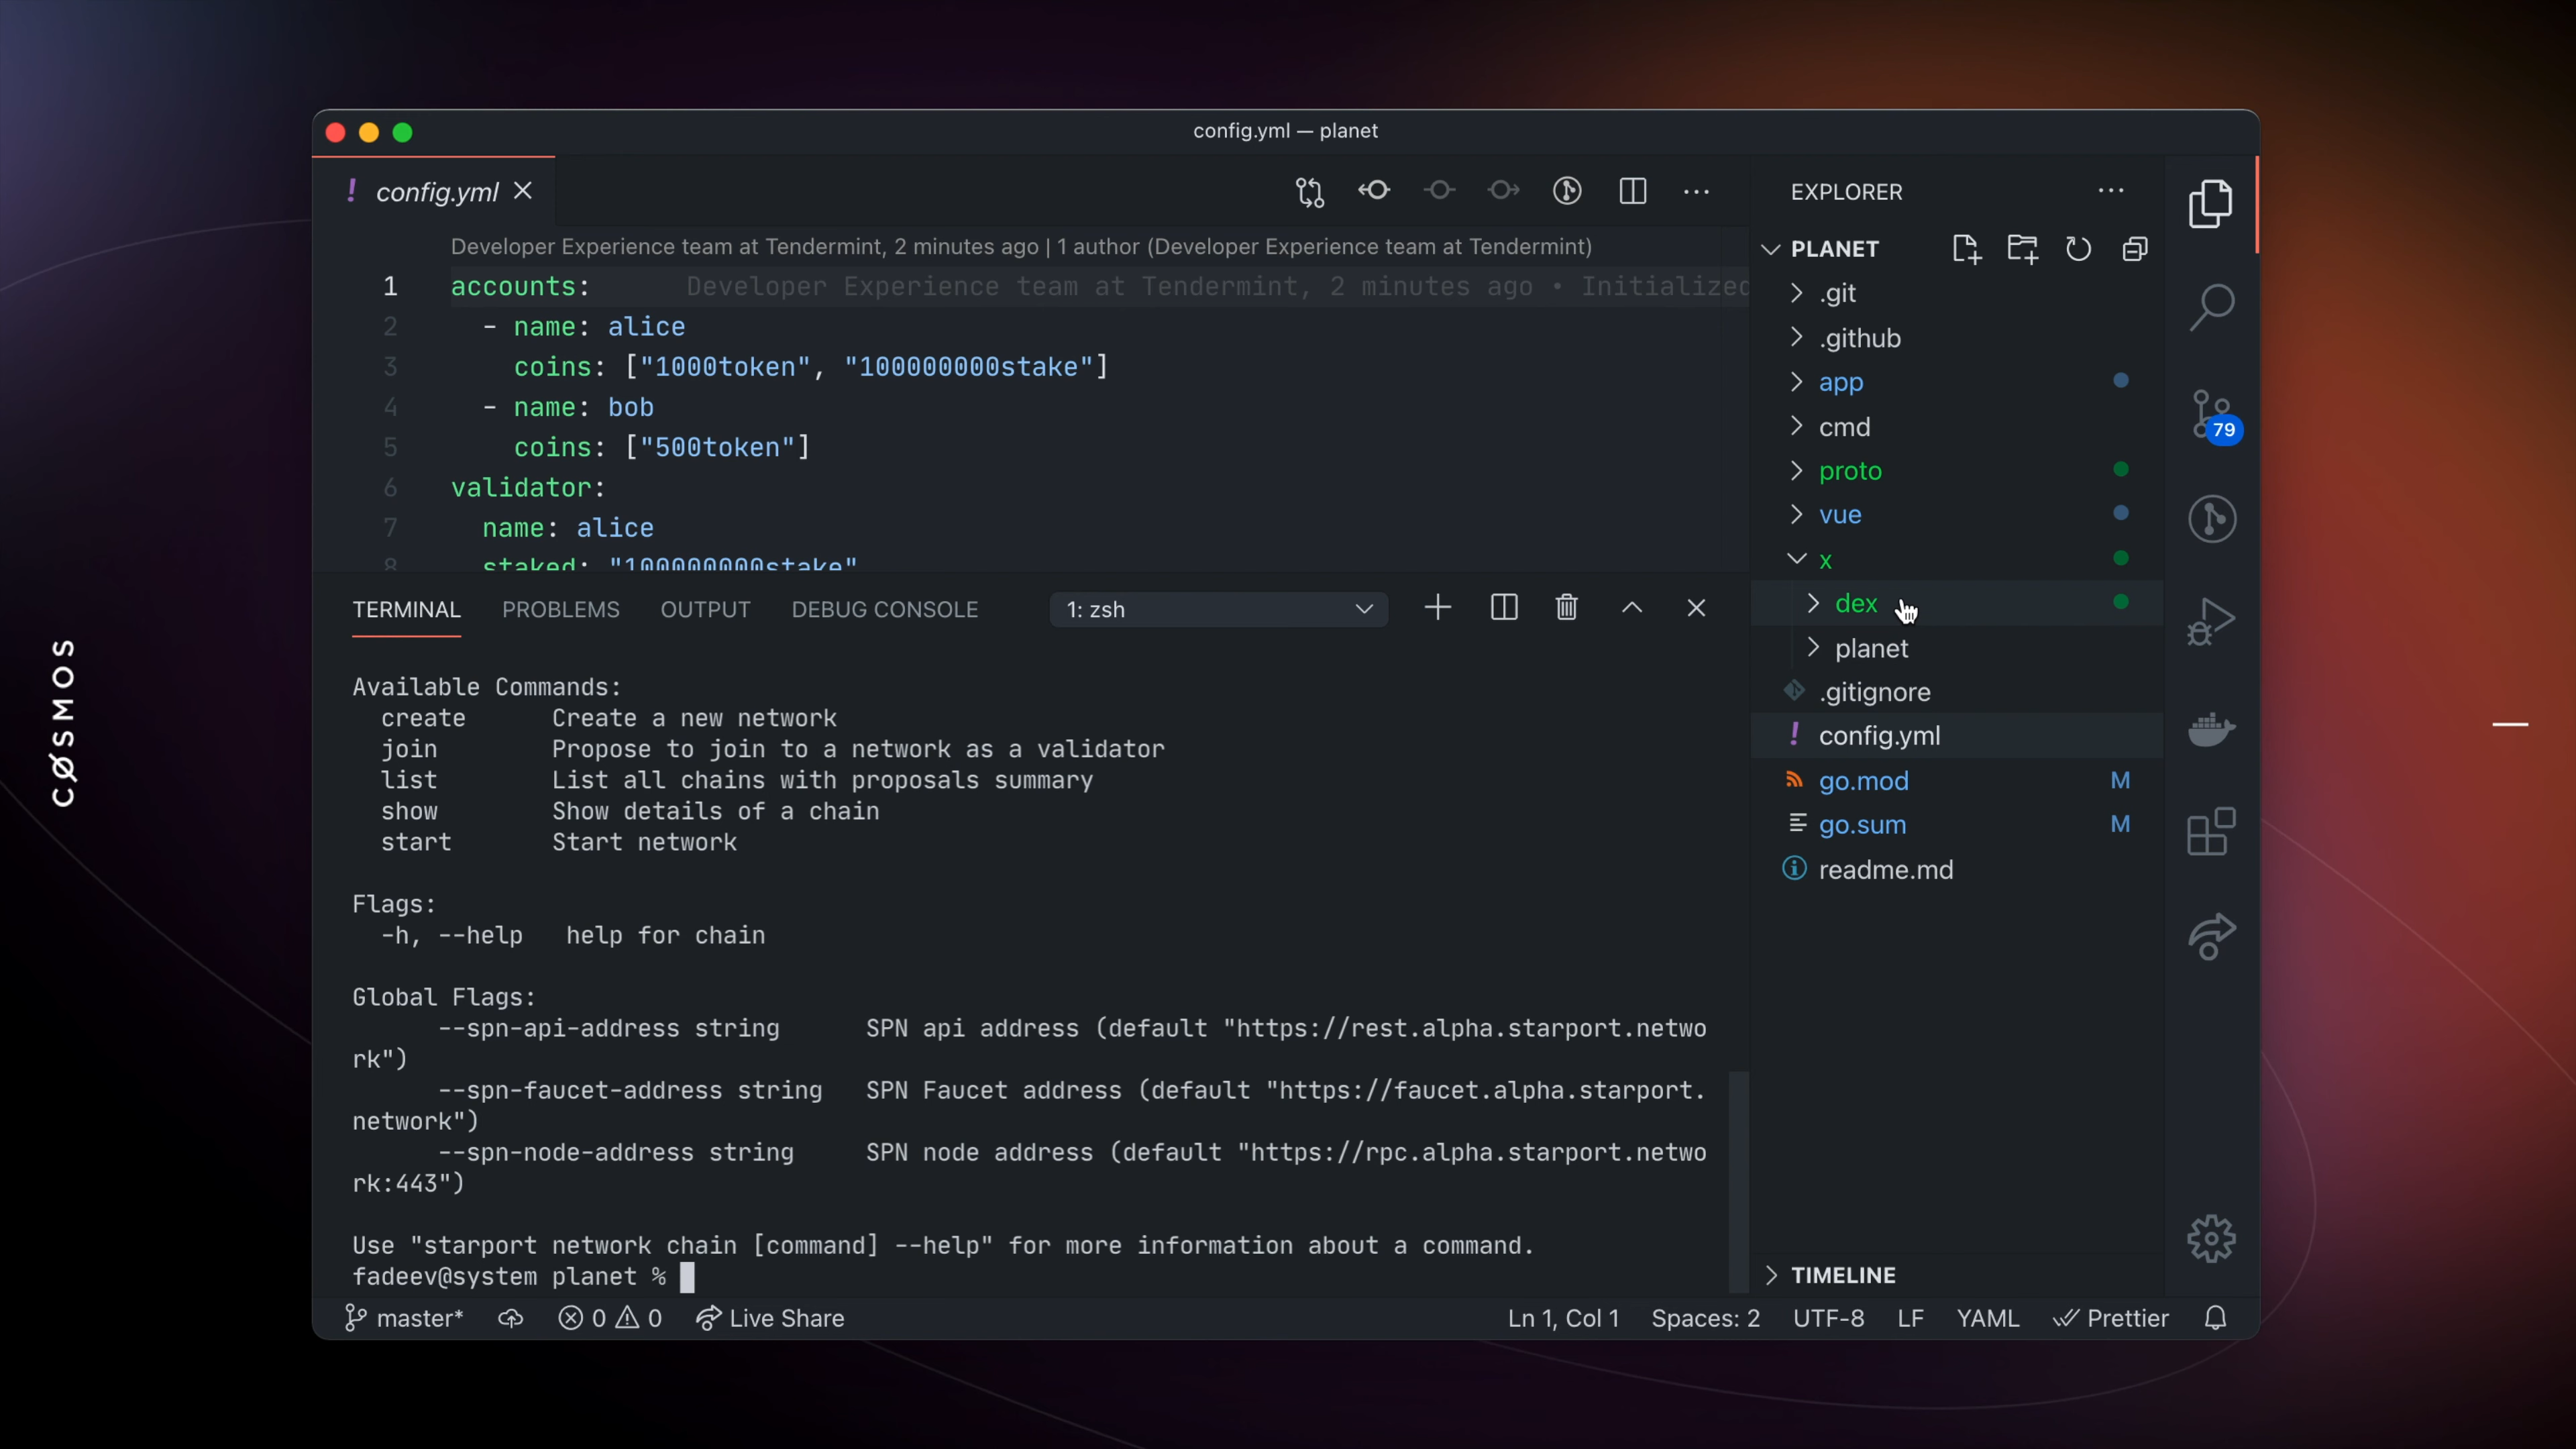 COSMOS
config.yml — planet
! config.yml
Developer Experience team at Tendermint, 2 minutes ago | 1 author (Developer Experience team at Tendermint)
1 accounts: Developer Experience team at Tendermint, 2 minutes ago • Initialized
2 - name: alice
3 coins: ["1000token", "100000000stake"]
4 - name: bob
5 coins: ["500token"]
6 validator:
7 name: alice
8 staked: "100000000stake"
TERMINAL PROBLEMS OUTPUT DEBUG CONSOLE 1: zsh
Available Commands:
create Create a new network
join Propose to join to a network as a validator
list List all chains with proposals summary
show Show details of a chain
start Start network
Flags:
-h, --help help for chain
Global Flags:
--spn-api-address string SPN api address (default "https://rest.alpha.starport.netwo
rk")
--spn-faucet-address string SPN Faucet address (default "https://faucet.alpha.starport.
network")
--spn-node-address string SPN node address (default "https://rpc.alpha.starport.netwo
rk:443")
Use "starport network chain [command] --help" for more information about a command.
fadeev@system planet %
EXPLORER
PLANET
.git
.github
app
cmd
proto
vue
x
dex
planet
.gitignore
! config.yml
go.mod M
go.sum M
readme.md
TIMELINE
79
master* 0 0 Live Share Ln 1, Col 1 Spaces: 2 UTF-8 LF YAML Prettier